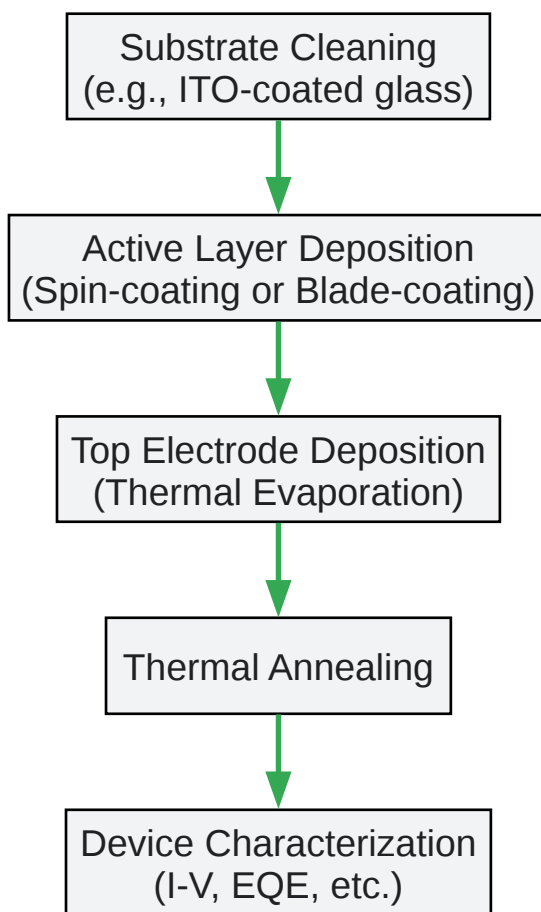 Substrate Cleaning
(e.g., ITO-coated glass)
Active Layer Deposition
(Spin-coating or Blade-coating)
Top Electrode Deposition
(Thermal Evaporation)
Thermal Annealing
Device Characterization
(I-V, EQE, etc.)